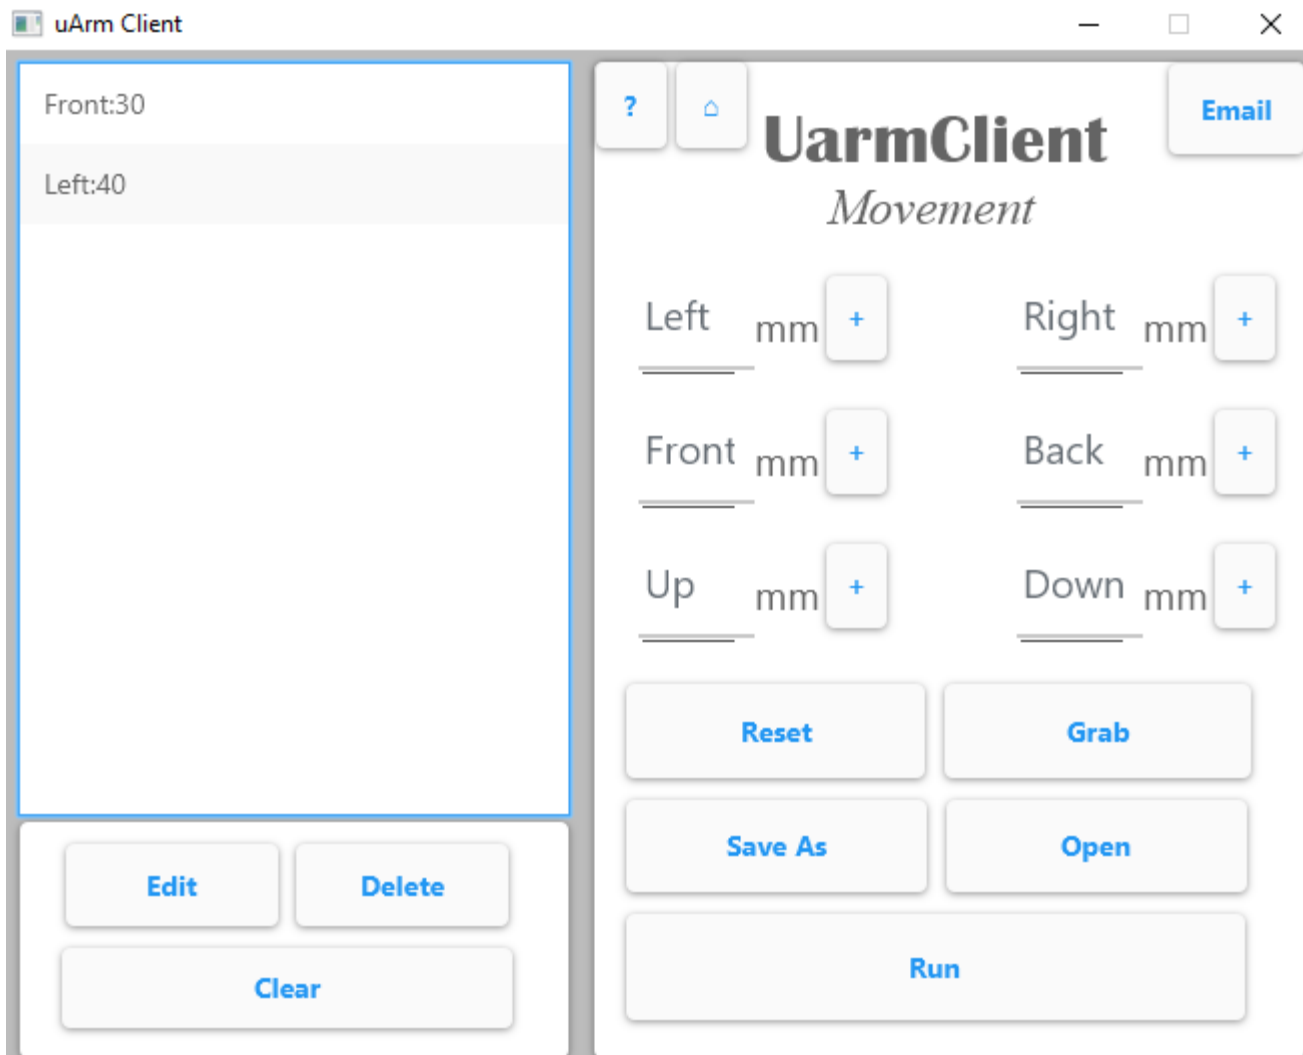 uArm Client
Front:30
Left:40
Edit
Delete
Clear
?
Email
UarmClient
Movement
Left mm + Right mm +
Front mm + Back mm +
Up mm + Down mm +
Reset Grab
Save As Open
Run